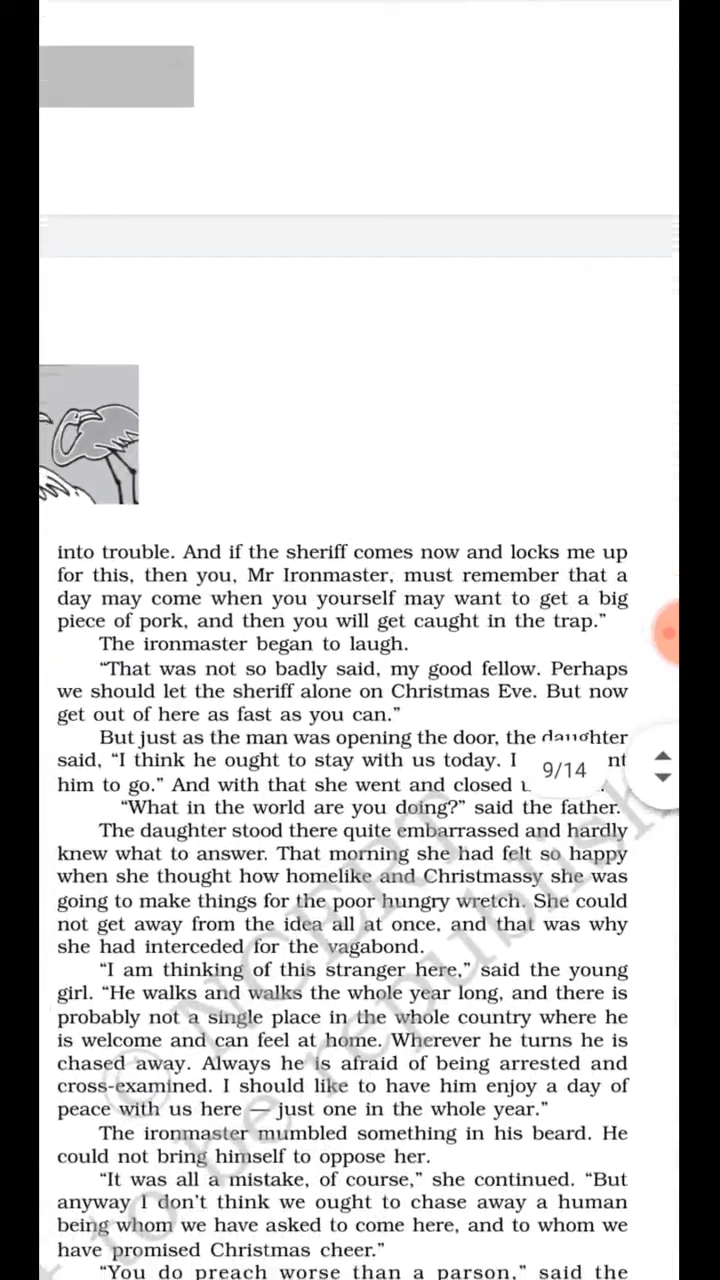 into trouble. And if the sheriff comes now and locks me up
for this, then you, Mr Ironmaster, must remember that a
day may come when you yourself may want to get a big
piece of pork, and then you will get caught in the trap.”
The ironmaster began to laugh.
“That was not so badly said, my good fellow. Perhaps
we should let the sheriff alone on Christmas Eve. But now
get out of here as fast as you can.”
But just as the man was opening the door, the daughter
said, “I think he ought to stay with us today. I nt
him to go.” And with that she went and closed
9/14
“What in the world are you doing?” said the father.
The daughter stood there quite embarrassed and hardly
knew what to answer. That morning she had felt so happy
when she thought how homelike and Christmassy she was
going to make things for the poor hungry wretch. She could
not get away from the idea all at once, and that was why
she had interceded for the vagabond.
“I am thinking of this stranger here,” said the young
girl. “He walks and walks the whole year long, and there is
probably not a single place in the whole country where he
is welcome and can feel at home. Wherever he turns he is
chased away. Always he is afraid of being arrested and
cross-examined. I should like to have him enjoy a day of
peace with us here — just one in the whole year.”
The ironmaster mumbled something in his beard. He
could not bring himself to oppose her.
“It was all a mistake, of course,” she continued. “But
anyway I don’t think we ought to chase away a human
being whom we have asked to come here, and to whom we
have promised Christmas cheer.”
“You do preach worse than a parson,” said the
© NCERT
to be republish